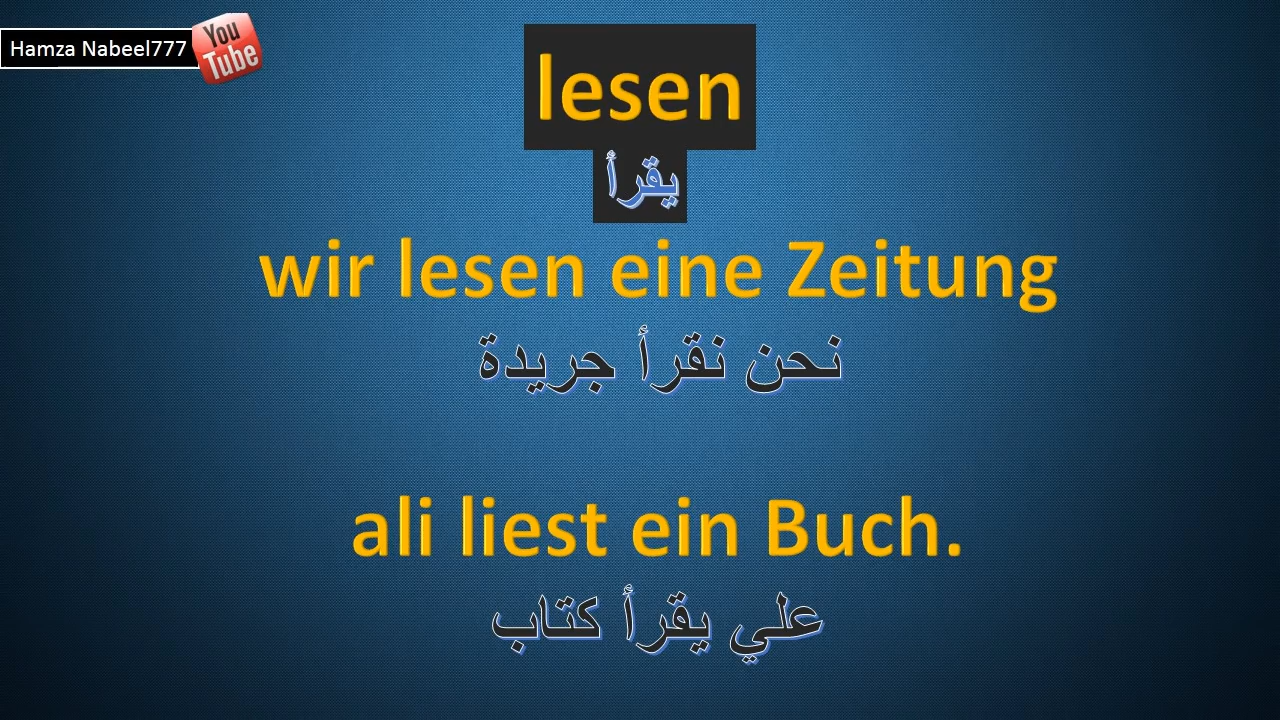 Hamza Nabeel777
You
Tube
lesen
يقرأ
wir lesen eine Zeitung
نحن نقرأ جريدة
ali liest ein Buch.
علي يقرأ كتاب